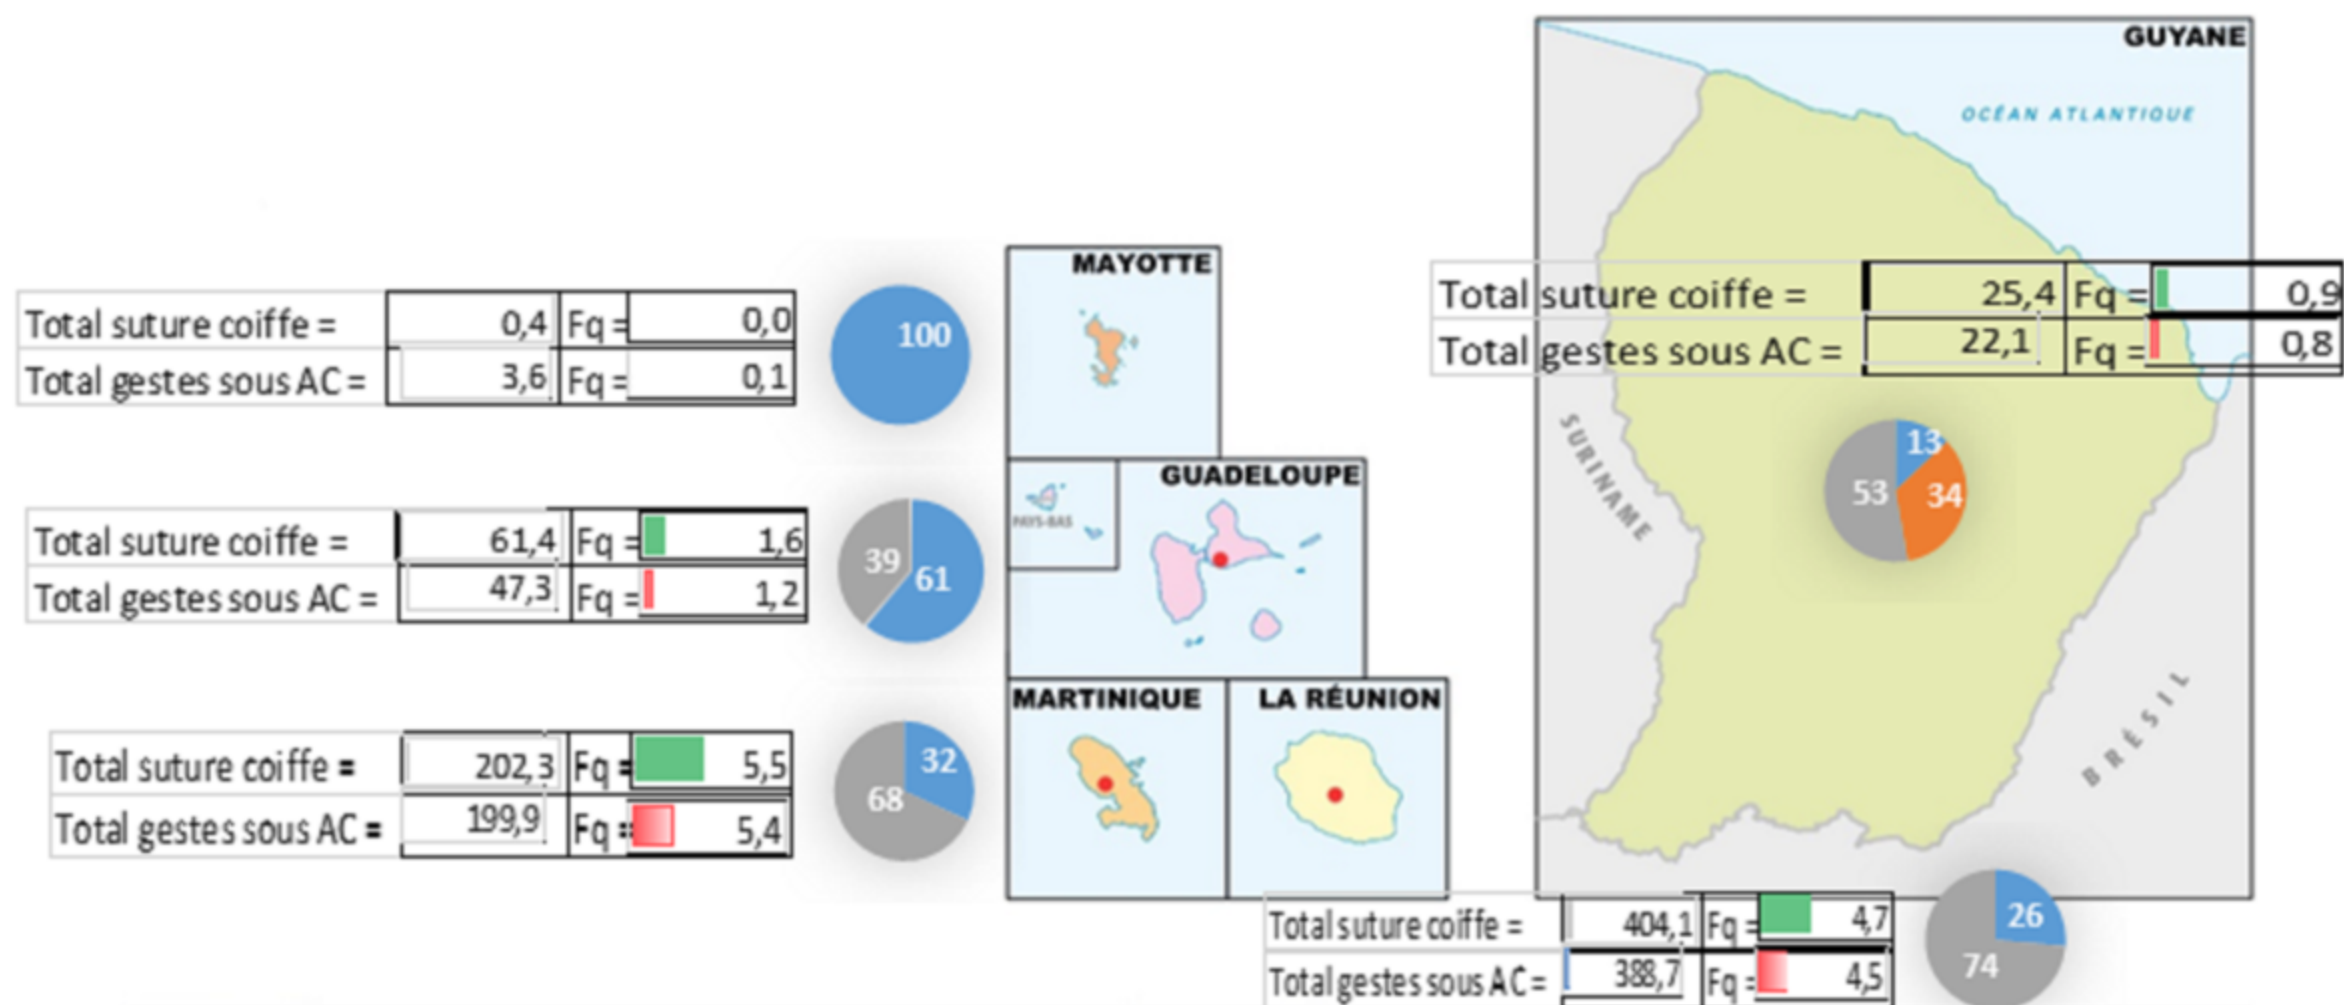 GUYANE
OCÉAN ATLANTIQUE
MAYOTTE
Total suture coiffe = 0,4 Fq = 0,0
Total gestes sous AC = 3,6 Fq = 0,1
100
Total suture coiffe = 25,4 Fq = 0,9
Total gestes sous AC = 22,1 Fq = 0,8
SURINAME
13
53
34
GUADELOUPE
PAYS-BAS
Total suture coiffe = 61,4 Fq = 1,6
Total gestes sous AC = 47,3 Fq = 1,2
39
61
MARTINIQUE
LA RÉUNION
BRÉSIL
Total suture coiffe = 202,3 Fq = 5,5
Total gestes sous AC = 199,9 Fq = 5,4
32
68
Total suture coiffe = 404,1 Fq = 4,7
Total gestes sous AC = 388,7 Fq = 4,5
26
74